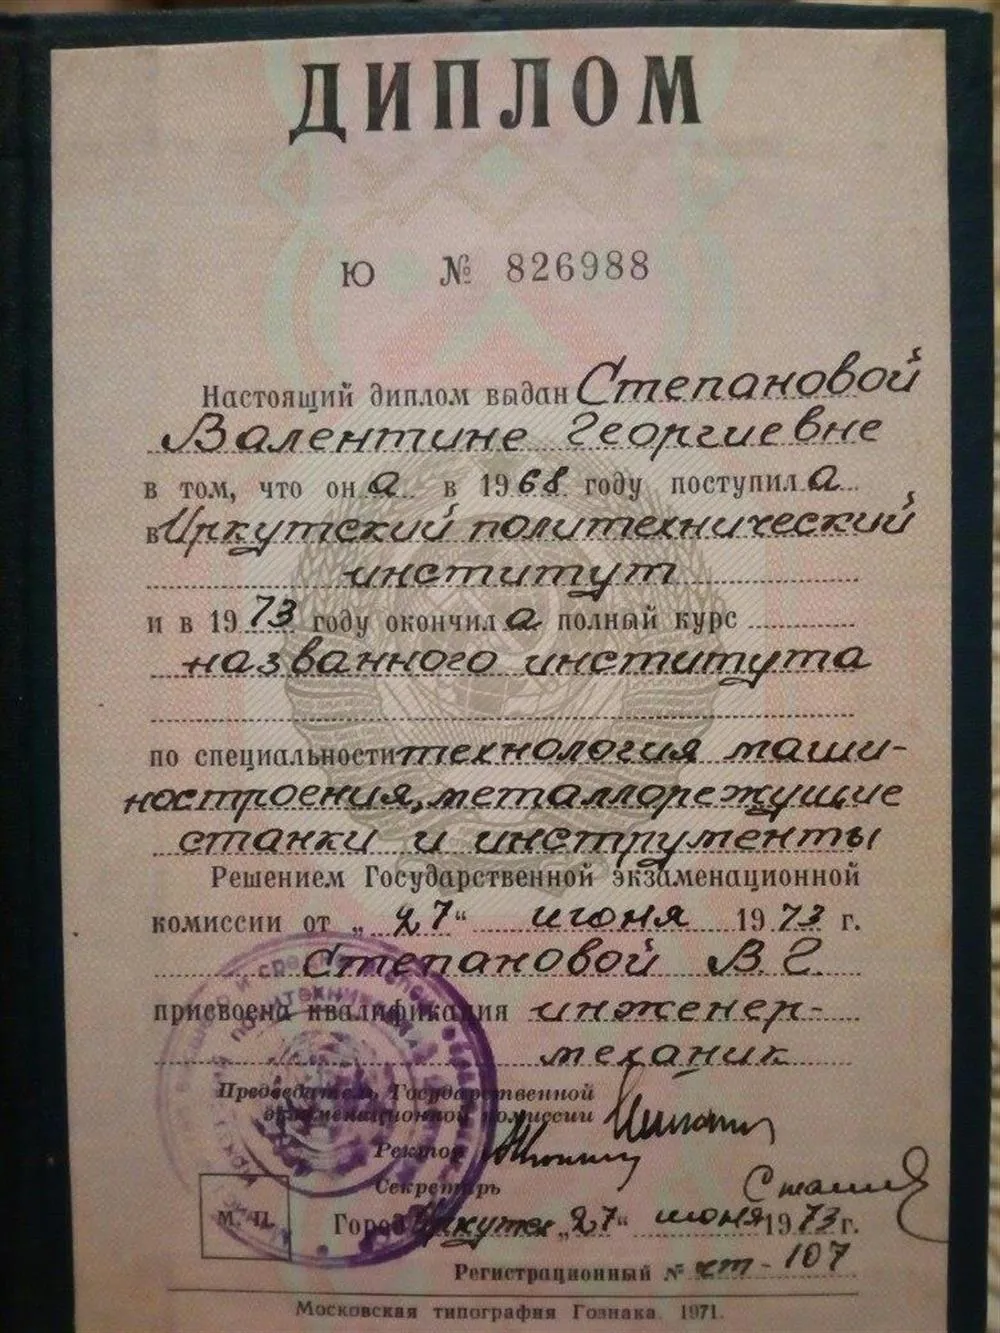 ДИПЛОМ
Ю № 826988
Настоящий диплом выдан Степановой
Валентине Георгиевне
в том, что она в 1968 году поступила
в Иркутский политехнический
институт
и в 1973 году окончила полный курс
названного института
по специальности технология маши-
ностроения, металлорежущие
станки и инструменты
Решением Государственной экзаменационной
комиссии от „27“ июня 1973 г.
Степановой В.Г.
присвоена квалификация инженер-
механик
Председатель Государственной
экзаменационной комиссии
Ректор
Секретарь
М. П.
Город Иркутск „27“ июня 1973 г.
Регистрационный № 107
Московская типография Гознака. 1971.